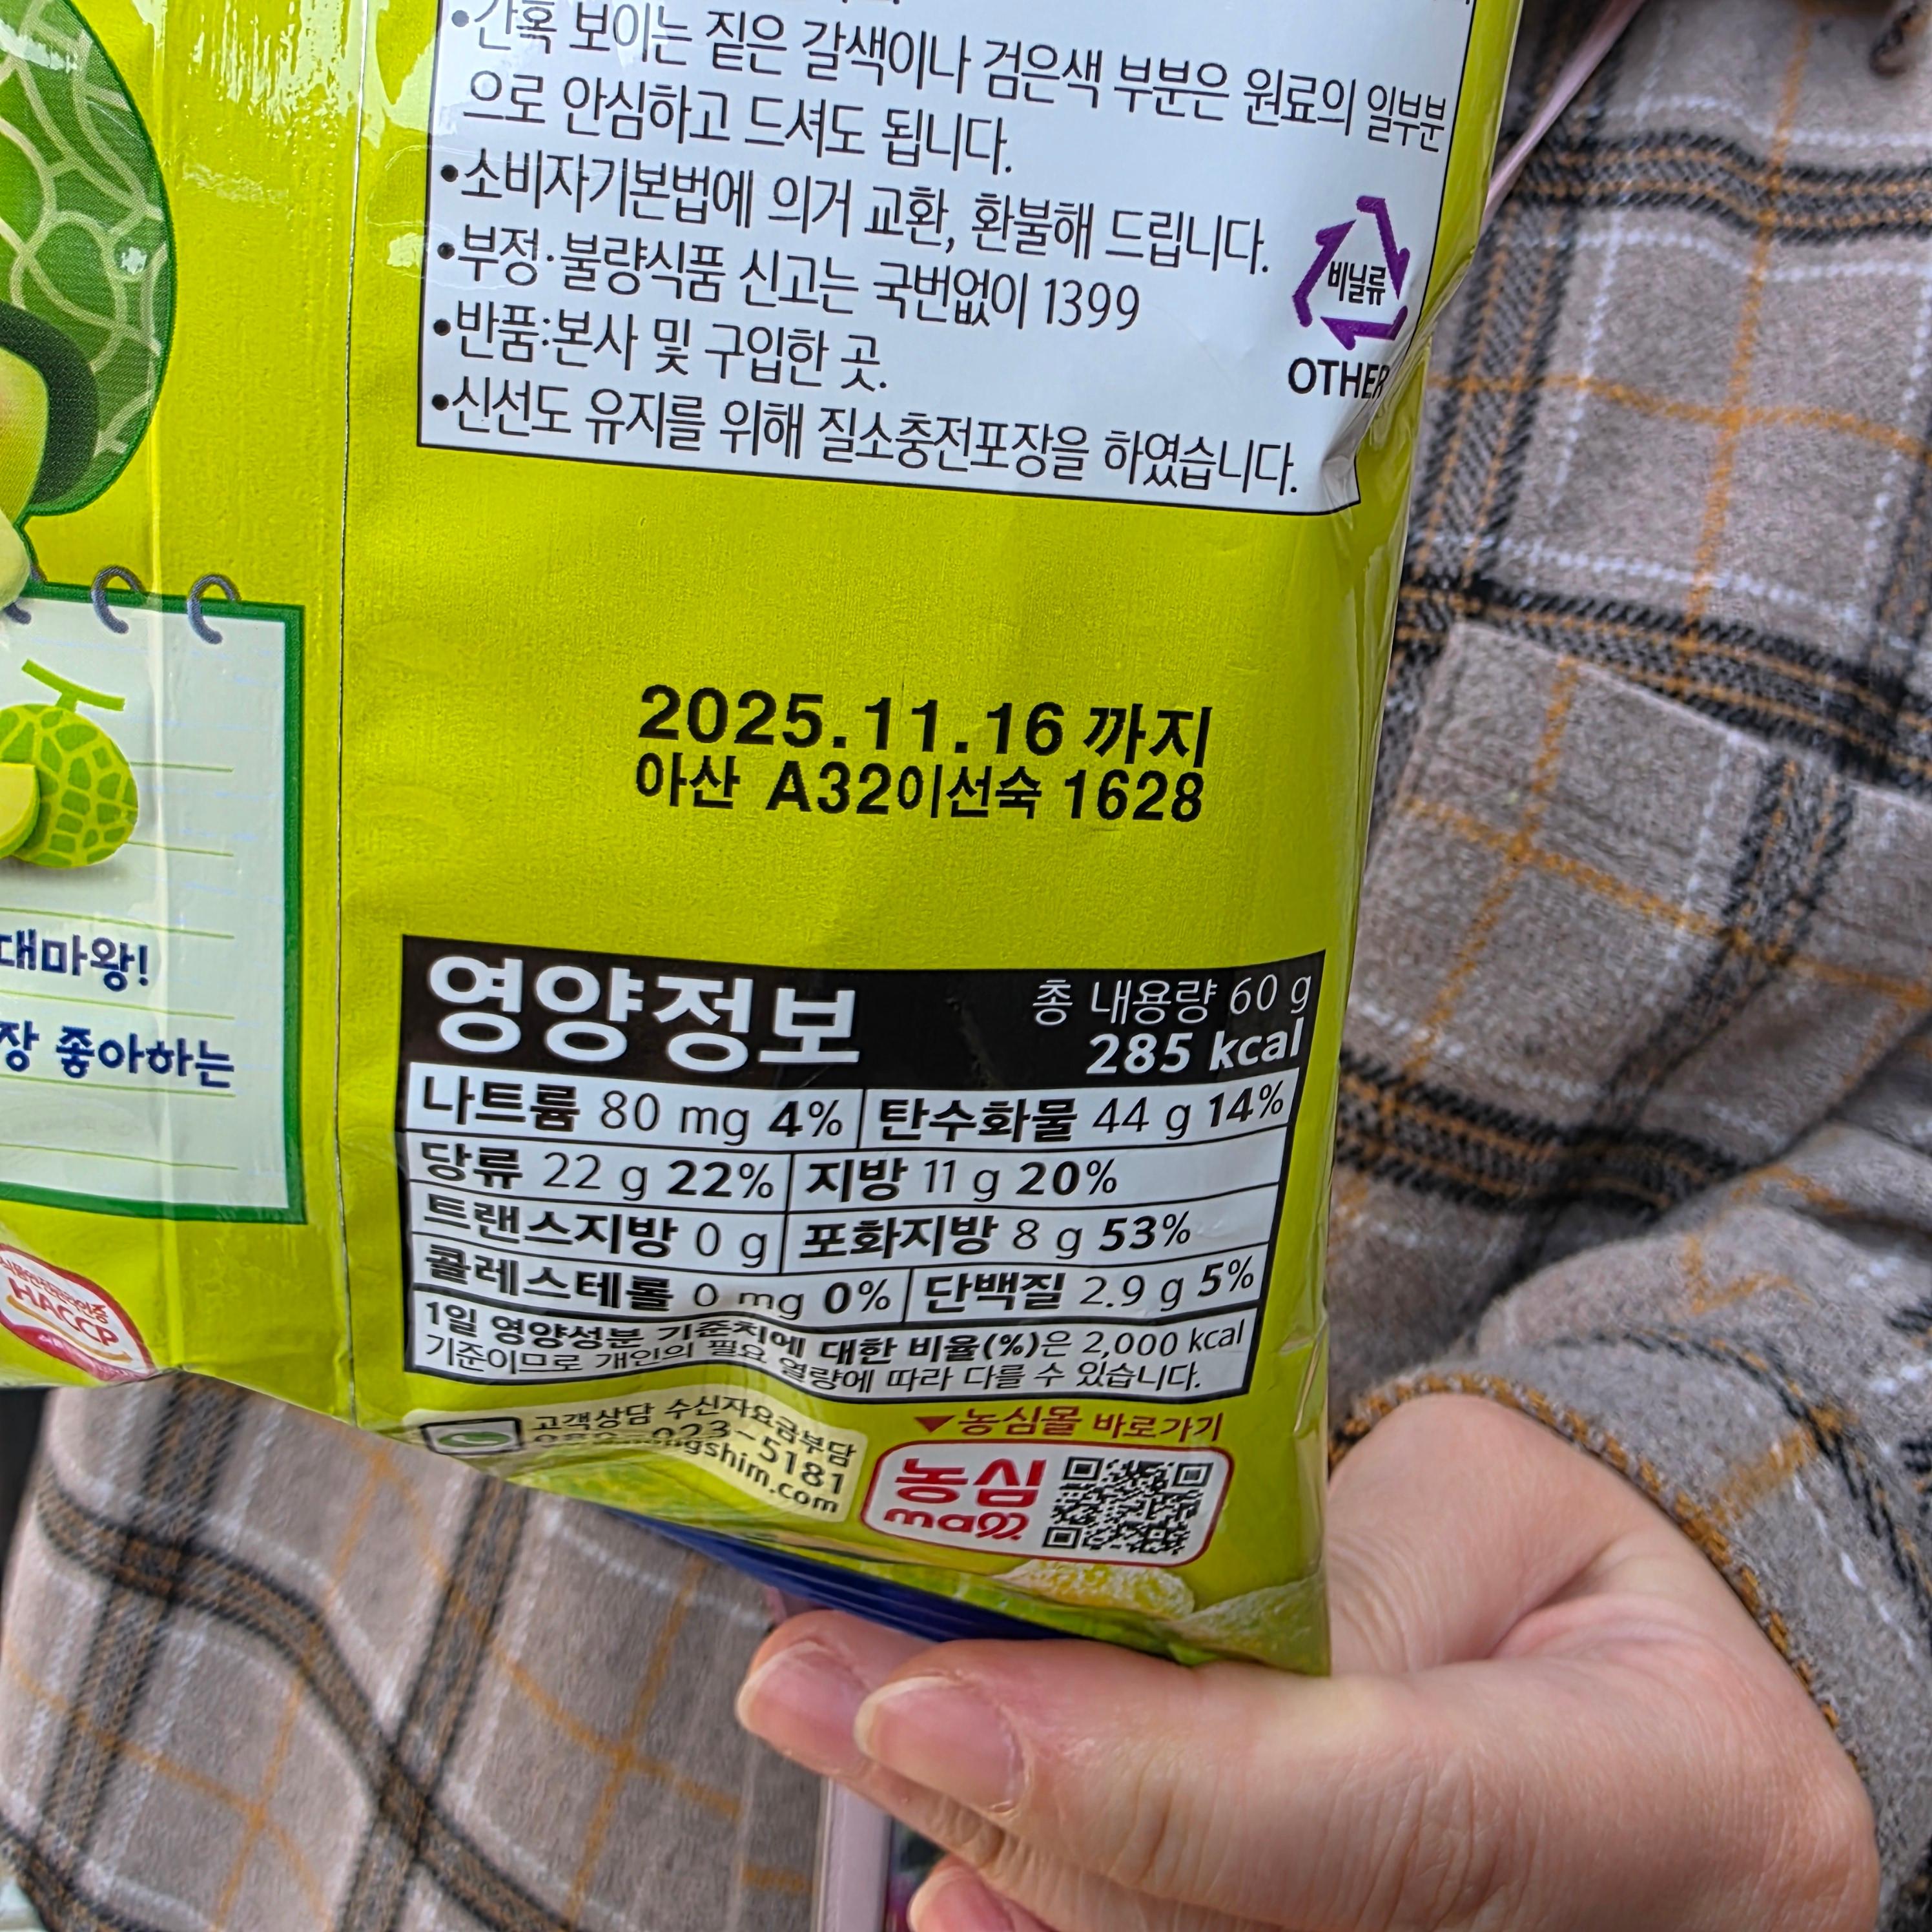 •간혹 보이는 짙은 갈색이나 검은색 부분은 원료의 일부분
으로 안심하고 드셔도 됩니다.
•소비자기본법에 의거 교환, 환불해 드립니다.
•부정·불량식품 신고는 국번없이 1399
•반품:본사 및 구입한 곳.
•신선도 유지를 위해 질소충전포장을 하였습니다.
비닐류
OTHER
2025.11.16 까지
아산 A32이선숙 1628
대마왕!
장 좋아하는
HACCP
영양정보 총 내용량 60 g
285 kcal
나트륨 80 mg 4% 탄수화물 44 g 14%
당류 22 g 22% 지방 11 g 20%
트랜스지방 0 g 포화지방 8 g 53%
콜레스테롤 0 mg 0% 단백질 2.9 g 5%
1일 영양성분 기준치에 대한 비율(%)은 2,000 kcal
기준이므로 개인의 필요 열량에 따라 다를 수 있습니다.
고객상담 수신자요금부담
023-5181
gshim.com
▼농심몰 바로가기
농심
mall